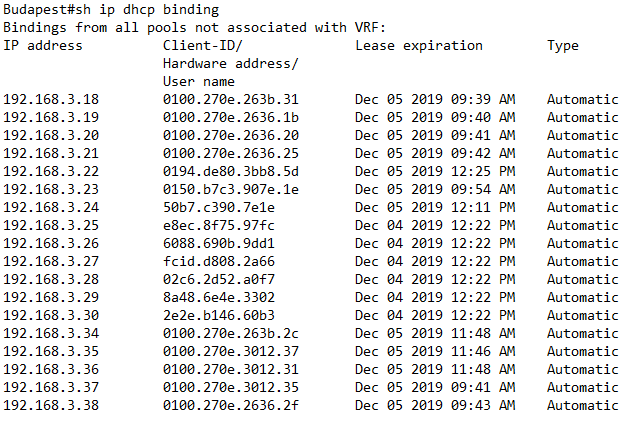 Budapest#sh ip dhcp binding
Bindings from all pools not associated with VRF:
IP address Client-ID/ Lease expiration Type
Hardware address/
User name
192.168.3.18 0100.270e.263b.31 Dec 05 2019 09:39 AM Automatic
192.168.3.19 0100.270e.2636.1b Dec 05 2019 09:40 AM Automatic
192.168.3.20 0100.270e.2636.20 Dec 05 2019 09:41 AM Automatic
192.168.3.21 0100.270e.2636.25 Dec 05 2019 09:42 AM Automatic
192.168.3.22 0194.de80.3bb8.5d Dec 05 2019 12:25 PM Automatic
192.168.3.23 0150.b7c3.907e.1e Dec 05 2019 09:54 AM Automatic
192.168.3.24 50b7.c390.7e1e Dec 05 2019 12:11 PM Automatic
192.168.3.25 e8ec.8f75.97fc Dec 04 2019 12:22 PM Automatic
192.168.3.26 6088.690b.9dd1 Dec 04 2019 12:22 PM Automatic
192.168.3.27 fcid.d808.2a66 Dec 04 2019 12:22 PM Automatic
192.168.3.28 02c6.2d52.a0f7 Dec 04 2019 12:22 PM Automatic
192.168.3.29 8a48.6e4e.3302 Dec 04 2019 12:22 PM Automatic
192.168.3.30 2e2e.b146.60b3 Dec 04 2019 12:22 PM Automatic
192.168.3.34 0100.270e.263b.2c Dec 05 2019 11:48 AM Automatic
192.168.3.35 0100.270e.3012.37 Dec 05 2019 11:46 AM Automatic
192.168.3.36 0100.270e.3012.31 Dec 05 2019 11:48 AM Automatic
192.168.3.37 0100.270e.3012.35 Dec 05 2019 09:41 AM Automatic
192.168.3.38 0100.270e.2636.2f Dec 05 2019 09:43 AM Automatic